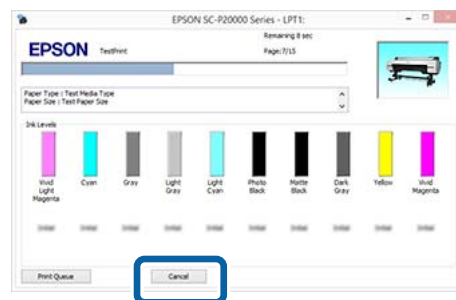 EPSON SC-P20000 Series - LPT1:
Remaining 8 sec
EPSON TestPrint Page:7/15
Paper Type : Test Media Type
Paper Size : Test Paper Size
Ink Levels
Vivid Light Magenta Cyan Gray Light Gray Light Cyan Photo Black Matte Black Dark Gray Yellow Vivid Magenta
Print Queue Cancel